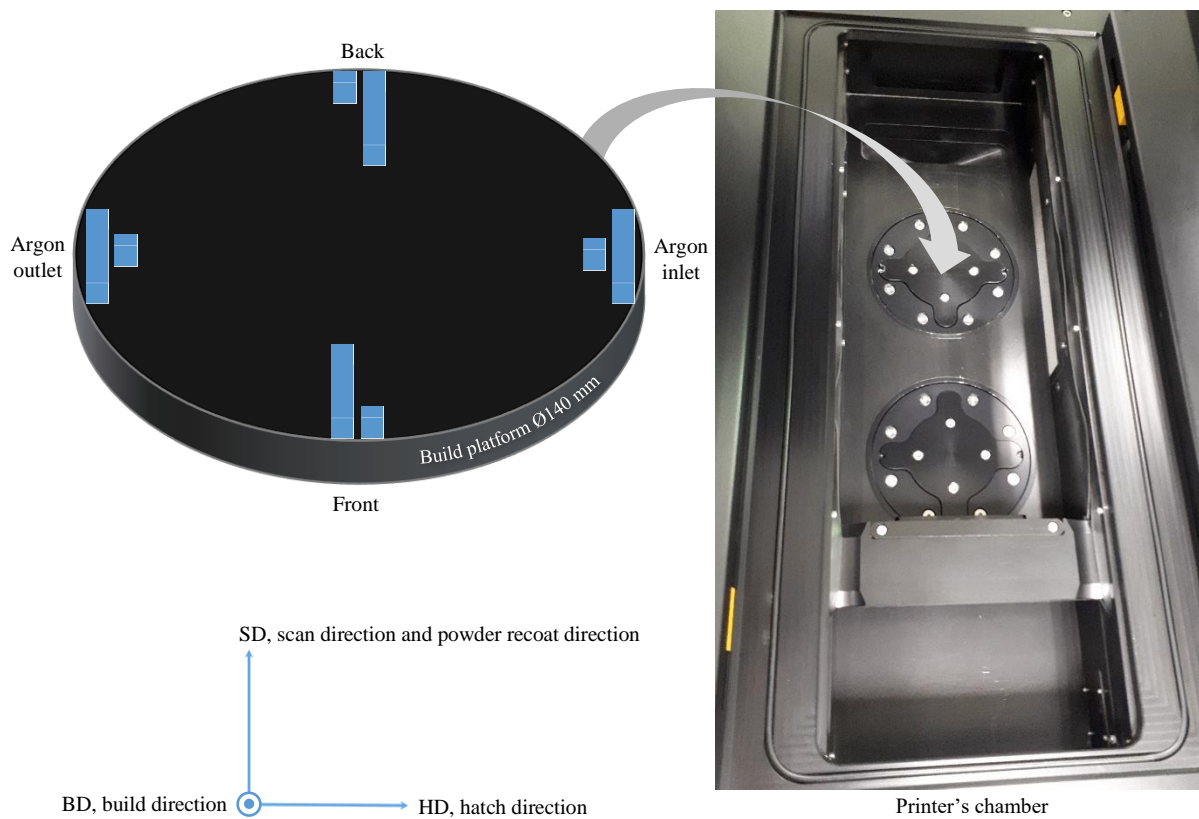 Back
Argon
outlet
Argon
inlet
Build platform Ø140 mm
Front
SD, scan direction and powder recoat direction
BD, build direction
HD, hatch direction
Printer’s chamber